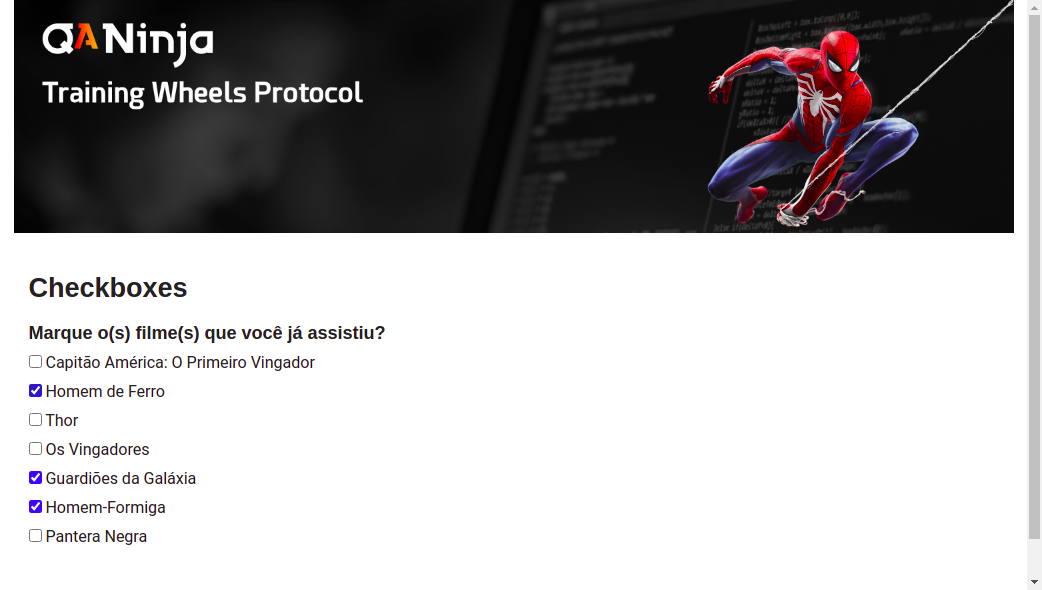 QANinja
Training Wheels Protocol
Checkboxes
Marque o(s) filme(s) que você já assistiu?
Capitão América: O Primeiro Vingador
Homem de Ferro
Thor
Os Vingadores
Guardiões da Galáxia
Homem-Formiga
Pantera Negra